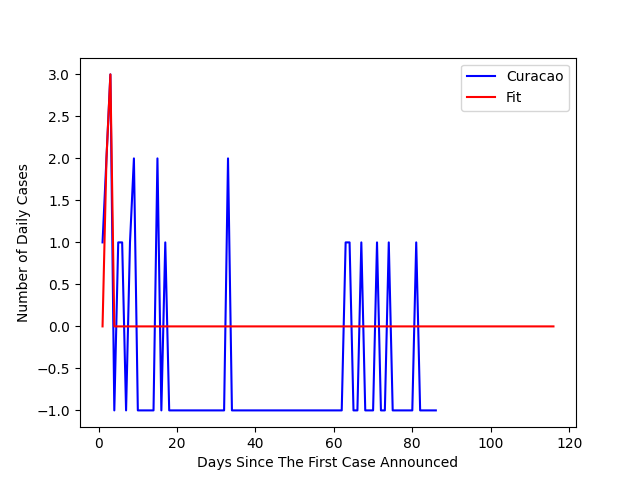 Curacao
Fit
3.0
2.5
2.0
1.5
1.0
0.5
0.0
−0.5
−1.0
Number of Daily Cases
0 20 40 60 80 100 120
Days Since The First Case Announced